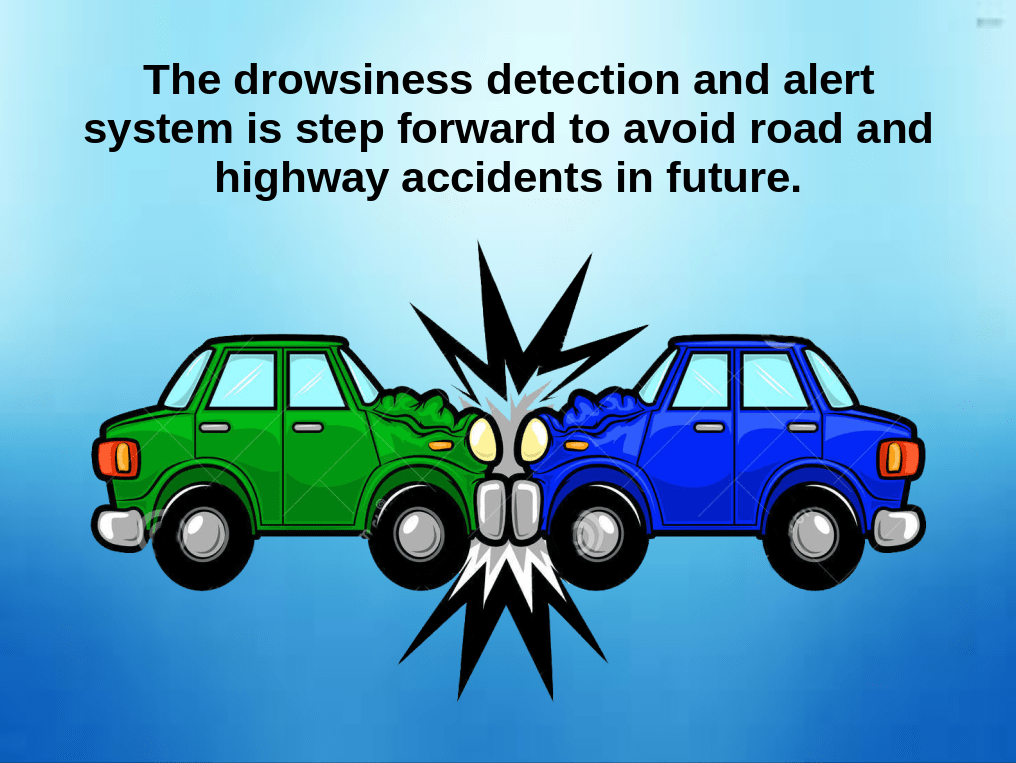 The drowsiness detection and alert
system is step forward to avoid road and
highway accidents in future.